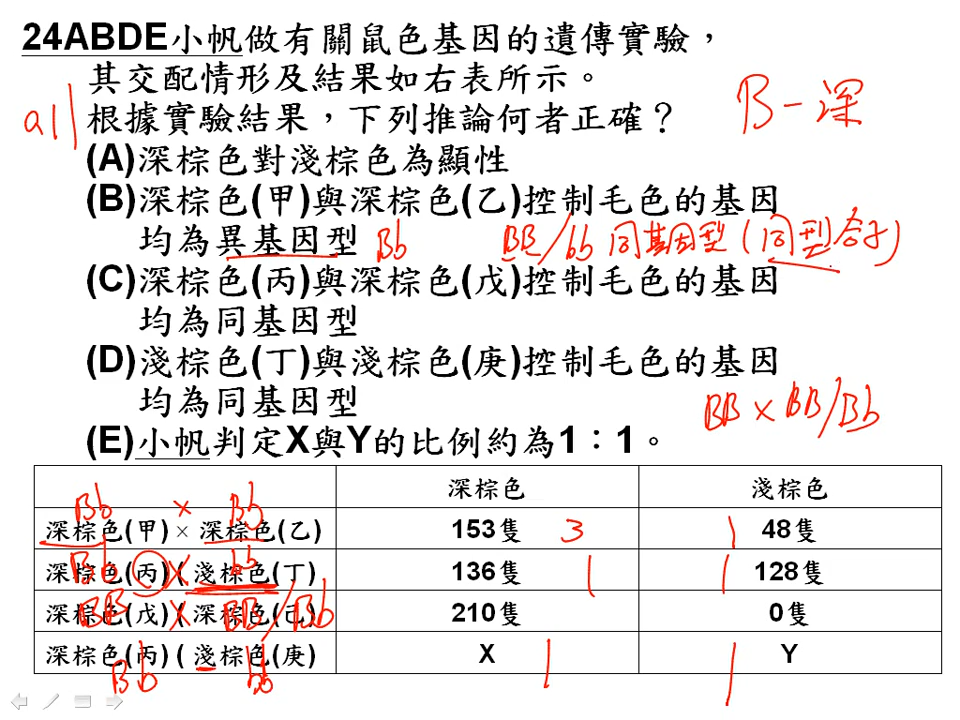 24ABDE小帆做有關鼠色基因的遺傳實驗，
其交配情形及結果如右表所示。
all 根據實驗結果，下列推論何者正確？ B-深
(A)深棕色對淺棕色為顯性
(B)深棕色(甲)與深棕色(乙)控制毛色的基因
均為異基因型 Bb BB/bb 同基因型(同型合子)
(C)深棕色(丙)與深棕色(戊)控制毛色的基因
均為同基因型
(D)淺棕色(丁)與淺棕色(庚)控制毛色的基因
均為同基因型 BB x BB/Bb
(E)小帆判定X與Y的比例約為1：1。
深棕色 淺棕色
Bb x Bb
深棕色(甲)×深棕色(乙) 153隻 3 1 48隻
Bb x bb
深棕色(丙)( 淺棕色(丁) 136隻 1 1 128隻
深棕色(戊)( 深棕色(己) 210隻 0隻
BB x BB/Bb
深棕色(丙)( 淺棕色(庚) X 1 Y 1
Bb - bb